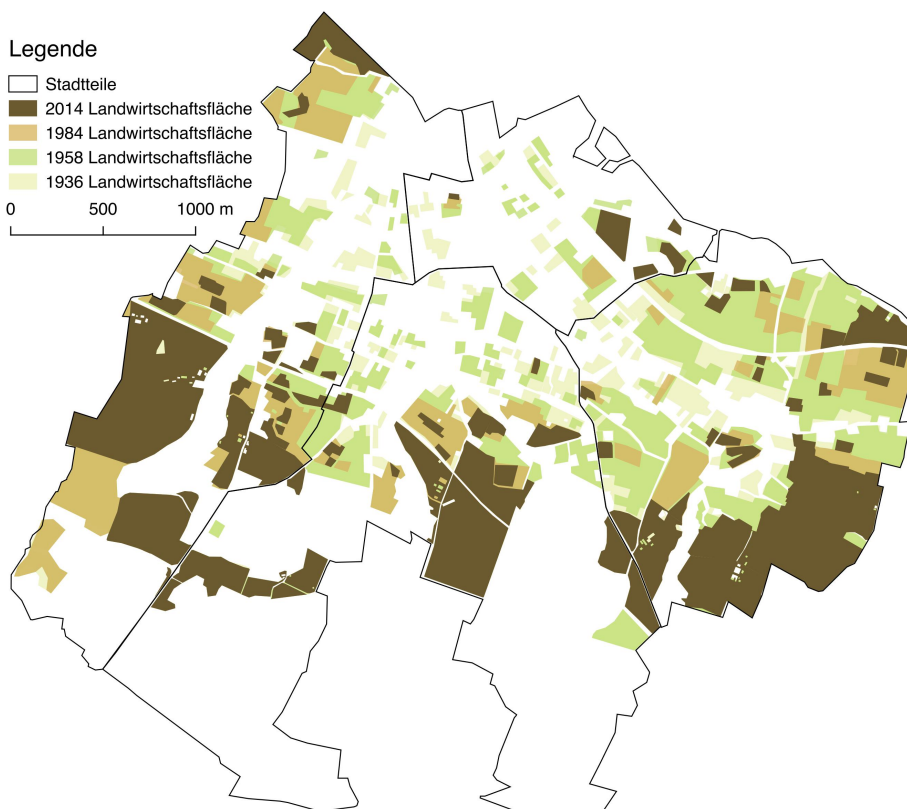 Legende
Stadtteile
2014 Landwirtschaftsfläche
1984 Landwirtschaftsfläche
1958 Landwirtschaftsfläche
1936 Landwirtschaftsfläche
0 500 1000 m